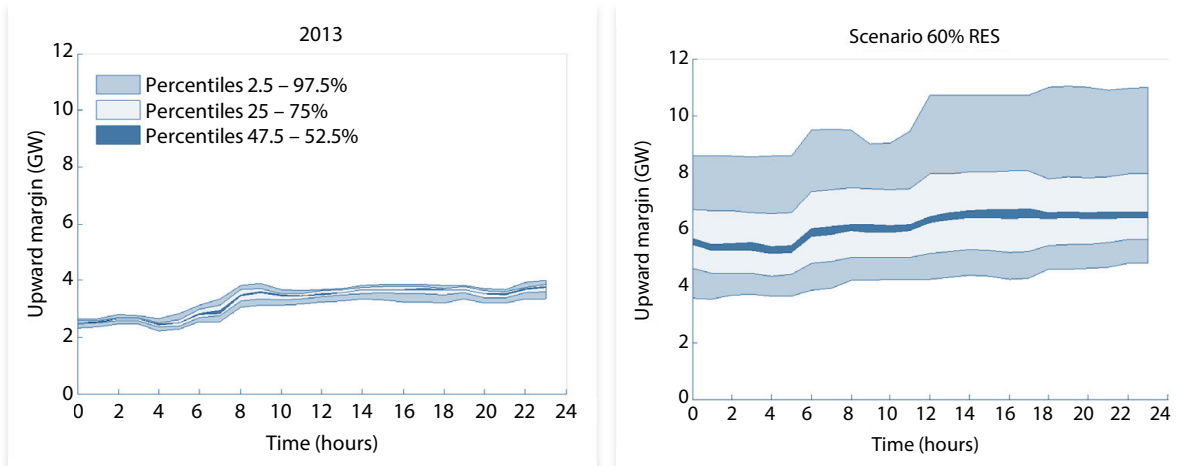 2013
12
10
8
6
4
2
0
Upward margin (GW)
Percentiles 2.5 – 97.5%
Percentiles 25 – 75%
Percentiles 47.5 – 52.5%
0 2 4 6 8 10 12 14 16 18 20 22 24
Time (hours)
Scenario 60% RES
12
10
8
6
4
2
0
Upward margin (GW)
0 2 4 6 8 10 12 14 16 18 20 22 24
Time (hours)